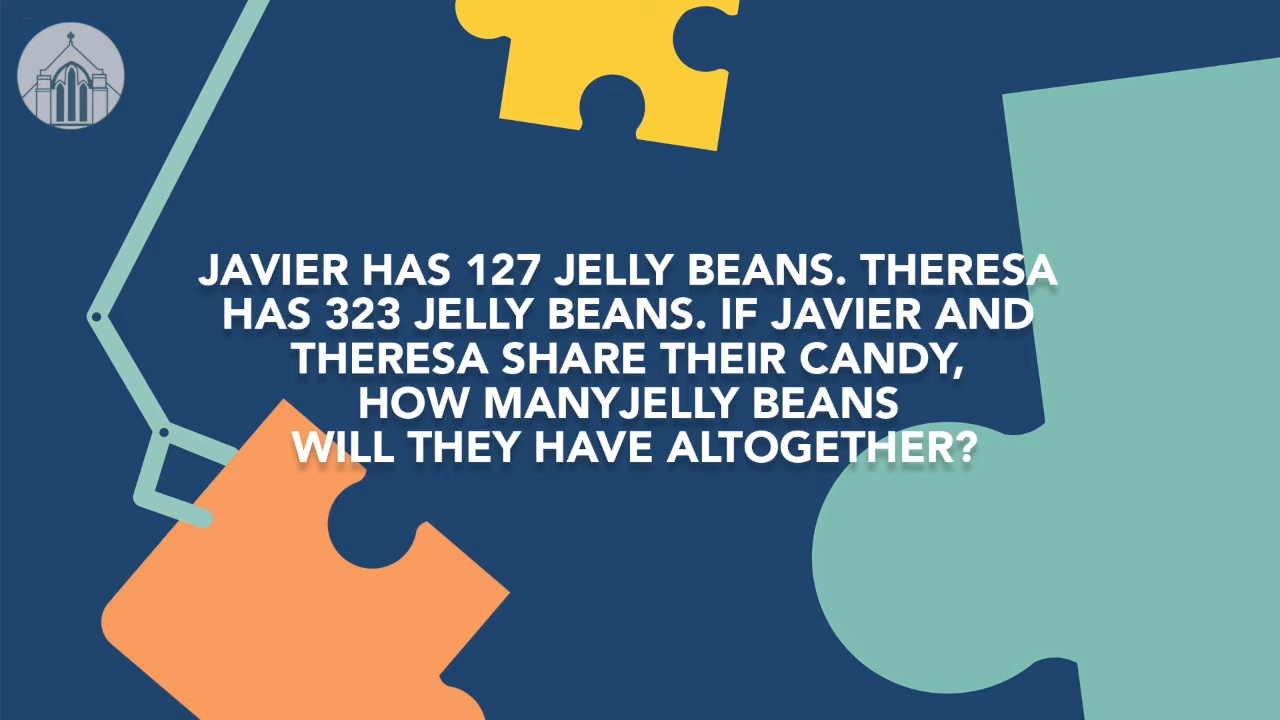 JAVIER HAS 127 JELLY BEANS. THERESA
HAS 323 JELLY BEANS. IF JAVIER AND
THERESA SHARE THEIR CANDY,
HOW MANYJELLY BEANS
WILL THEY HAVE ALTOGETHER?